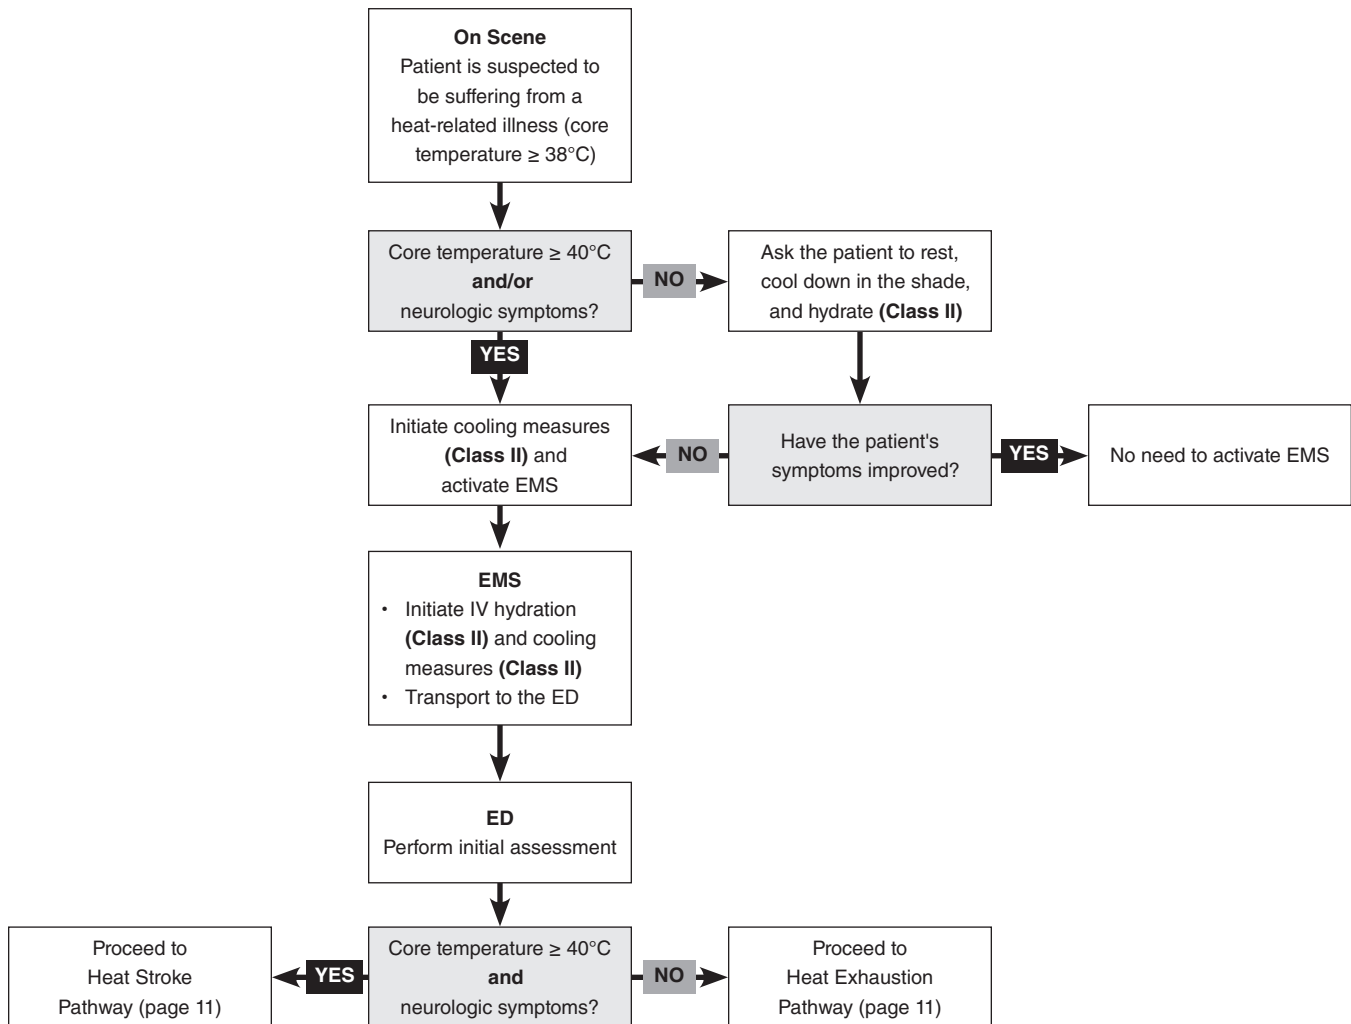 On Scene
Patient is suspected to
be suffering from a
heat-related illness (core
temperature ≥ 38°C)
Core temperature ≥ 40°C
and/or
neurologic symptoms?
NO
Ask the patient to rest,
cool down in the shade,
and hydrate (Class II)
YES
Initiate cooling measures
(Class II) and
activate EMS
NO
Have the patient's
symptoms improved?
YES
No need to activate EMS
EMS
• Initiate IV hydration
(Class II) and cooling
measures (Class II)
• Transport to the ED
ED
Perform initial assessment
Proceed to
Heat Stroke
Pathway (page 11)
YES
Core temperature ≥ 40°C
and
neurologic symptoms?
NO
Proceed to
Heat Exhaustion
Pathway (page 11)